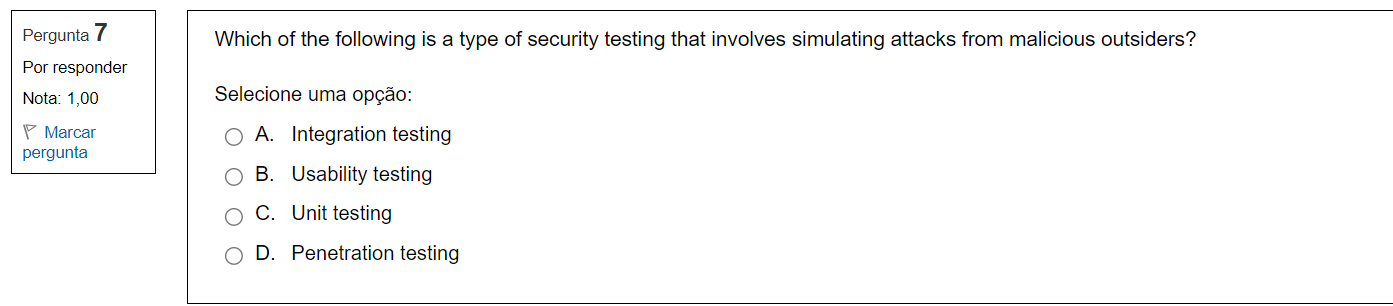 Pergunta 7
Por responder
Nota: 1,00
Marcar
pergunta
Which of the following is a type of security testing that involves simulating attacks from malicious outsiders?
Selecione uma opção:
A. Integration testing
B. Usability testing
C. Unit testing
D. Penetration testing